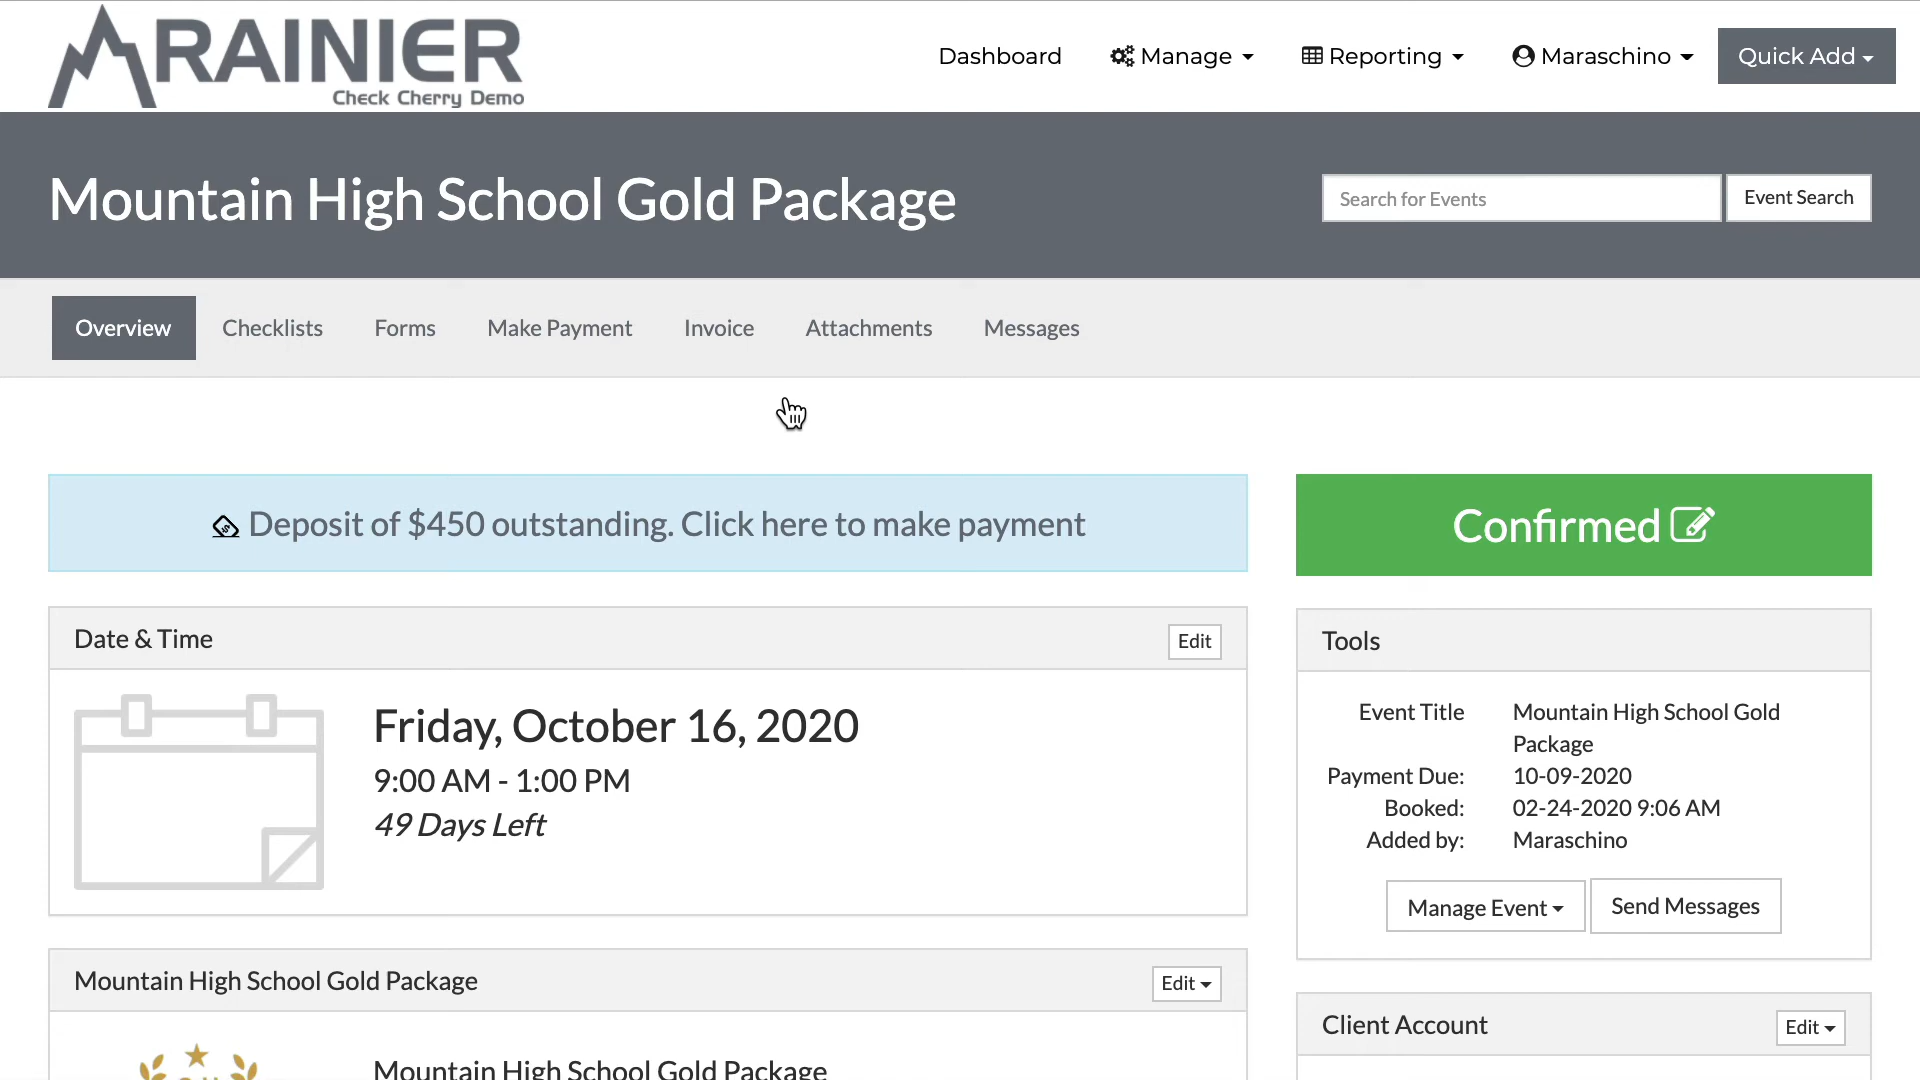 RAINIER
Check Cherry Demo
Dashboard
Manage
Reporting
Maraschino
Quick Add
Mountain High School Gold Package
Search for Events
Event Search
Overview
Checklists
Forms
Make Payment
Invoice
Attachments
Messages
Deposit of $450 outstanding. Click here to make payment
Confirmed
Date & Time
Edit
Friday, October 16, 2020
9:00 AM - 1:00 PM
49 Days Left
Tools
Event Title Mountain High School Gold
Package
Payment Due: 10-09-2020
Booked: 02-24-2020 9:06 AM
Added by: Maraschino
Manage Event
Send Messages
Mountain High School Gold Package
Edit
Mountain High School Gold Package
Client Account
Edit